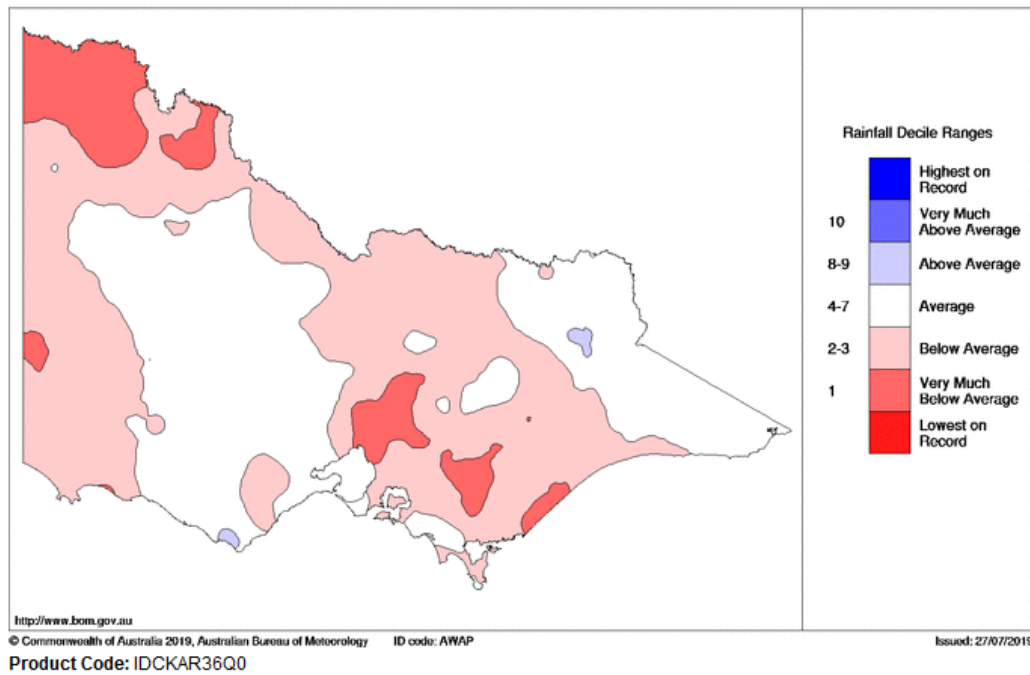 Rainfall Decile Ranges
Highest on
Record
10
Very Much
Above Average
8-9
Above Average
4-7
Average
2-3
Below Average
1
Very Much
Below Average
Lowest on
Record
http://www.bom.gov.au
© Commonwealth of Australia 2019, Australian Bureau of Meteorology ID code: AWAP Issued: 27/07/2019
Product Code: IDCKAR36Q0